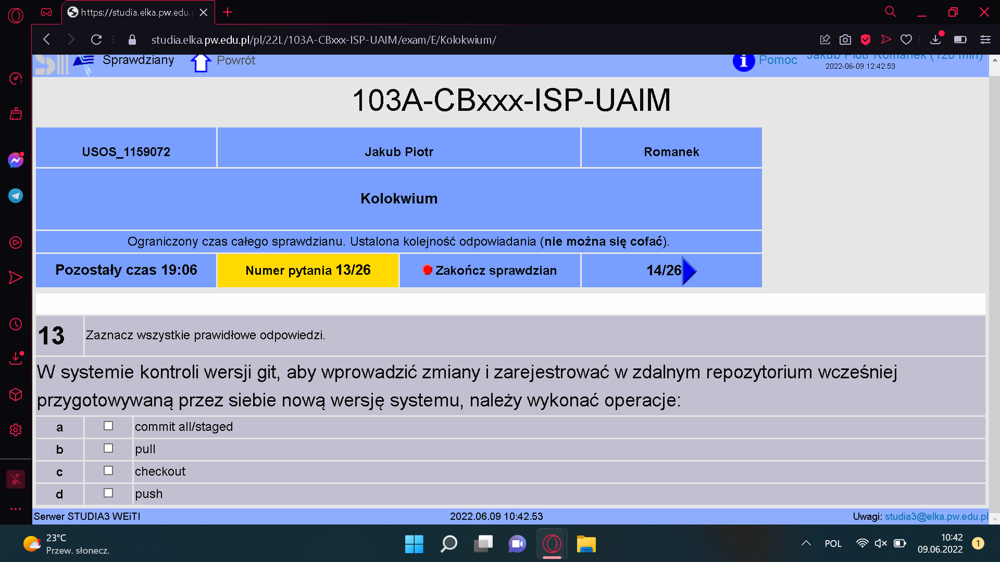 https://studia.elka.pw.edu.
studia.elka.pw.edu.pl/pl/22L/103A-CBxxx-ISP-UAIM/exam/E/Kolokwium/
Sprawdziany
Powrót
Pomoc
Jakub Piotr Romanek (120 min)
2022-06-09 12:42:53
103A-CBxxx-ISP-UAIM
USOS_1159072
Jakub Piotr
Romanek
Kolokwium
Ograniczony czas całego sprawdzianu. Ustalona kolejność odpowiadania (nie można się cofać).
Pozostały czas 19:06
Numer pytania 13/26
Zakończ sprawdzian
14/26
13
Zaznacz wszystkie prawidłowe odpowiedzi.
W systemie kontroli wersji git, aby wprowadzić zmiany i zarejestrować w zdalnym repozytorium wcześniej
przygotowywaną przez siebie nową wersję systemu, należy wykonać operacje:
a commit all/staged
b pull
c checkout
d push
Serwer STUDIA3 WEiTI
2022.06.09 10:42.53
Uwagi: studia3@elka.pw.edu.pl
23°C
Przew. słonecz.
POL
10:42
09.06.2022
1